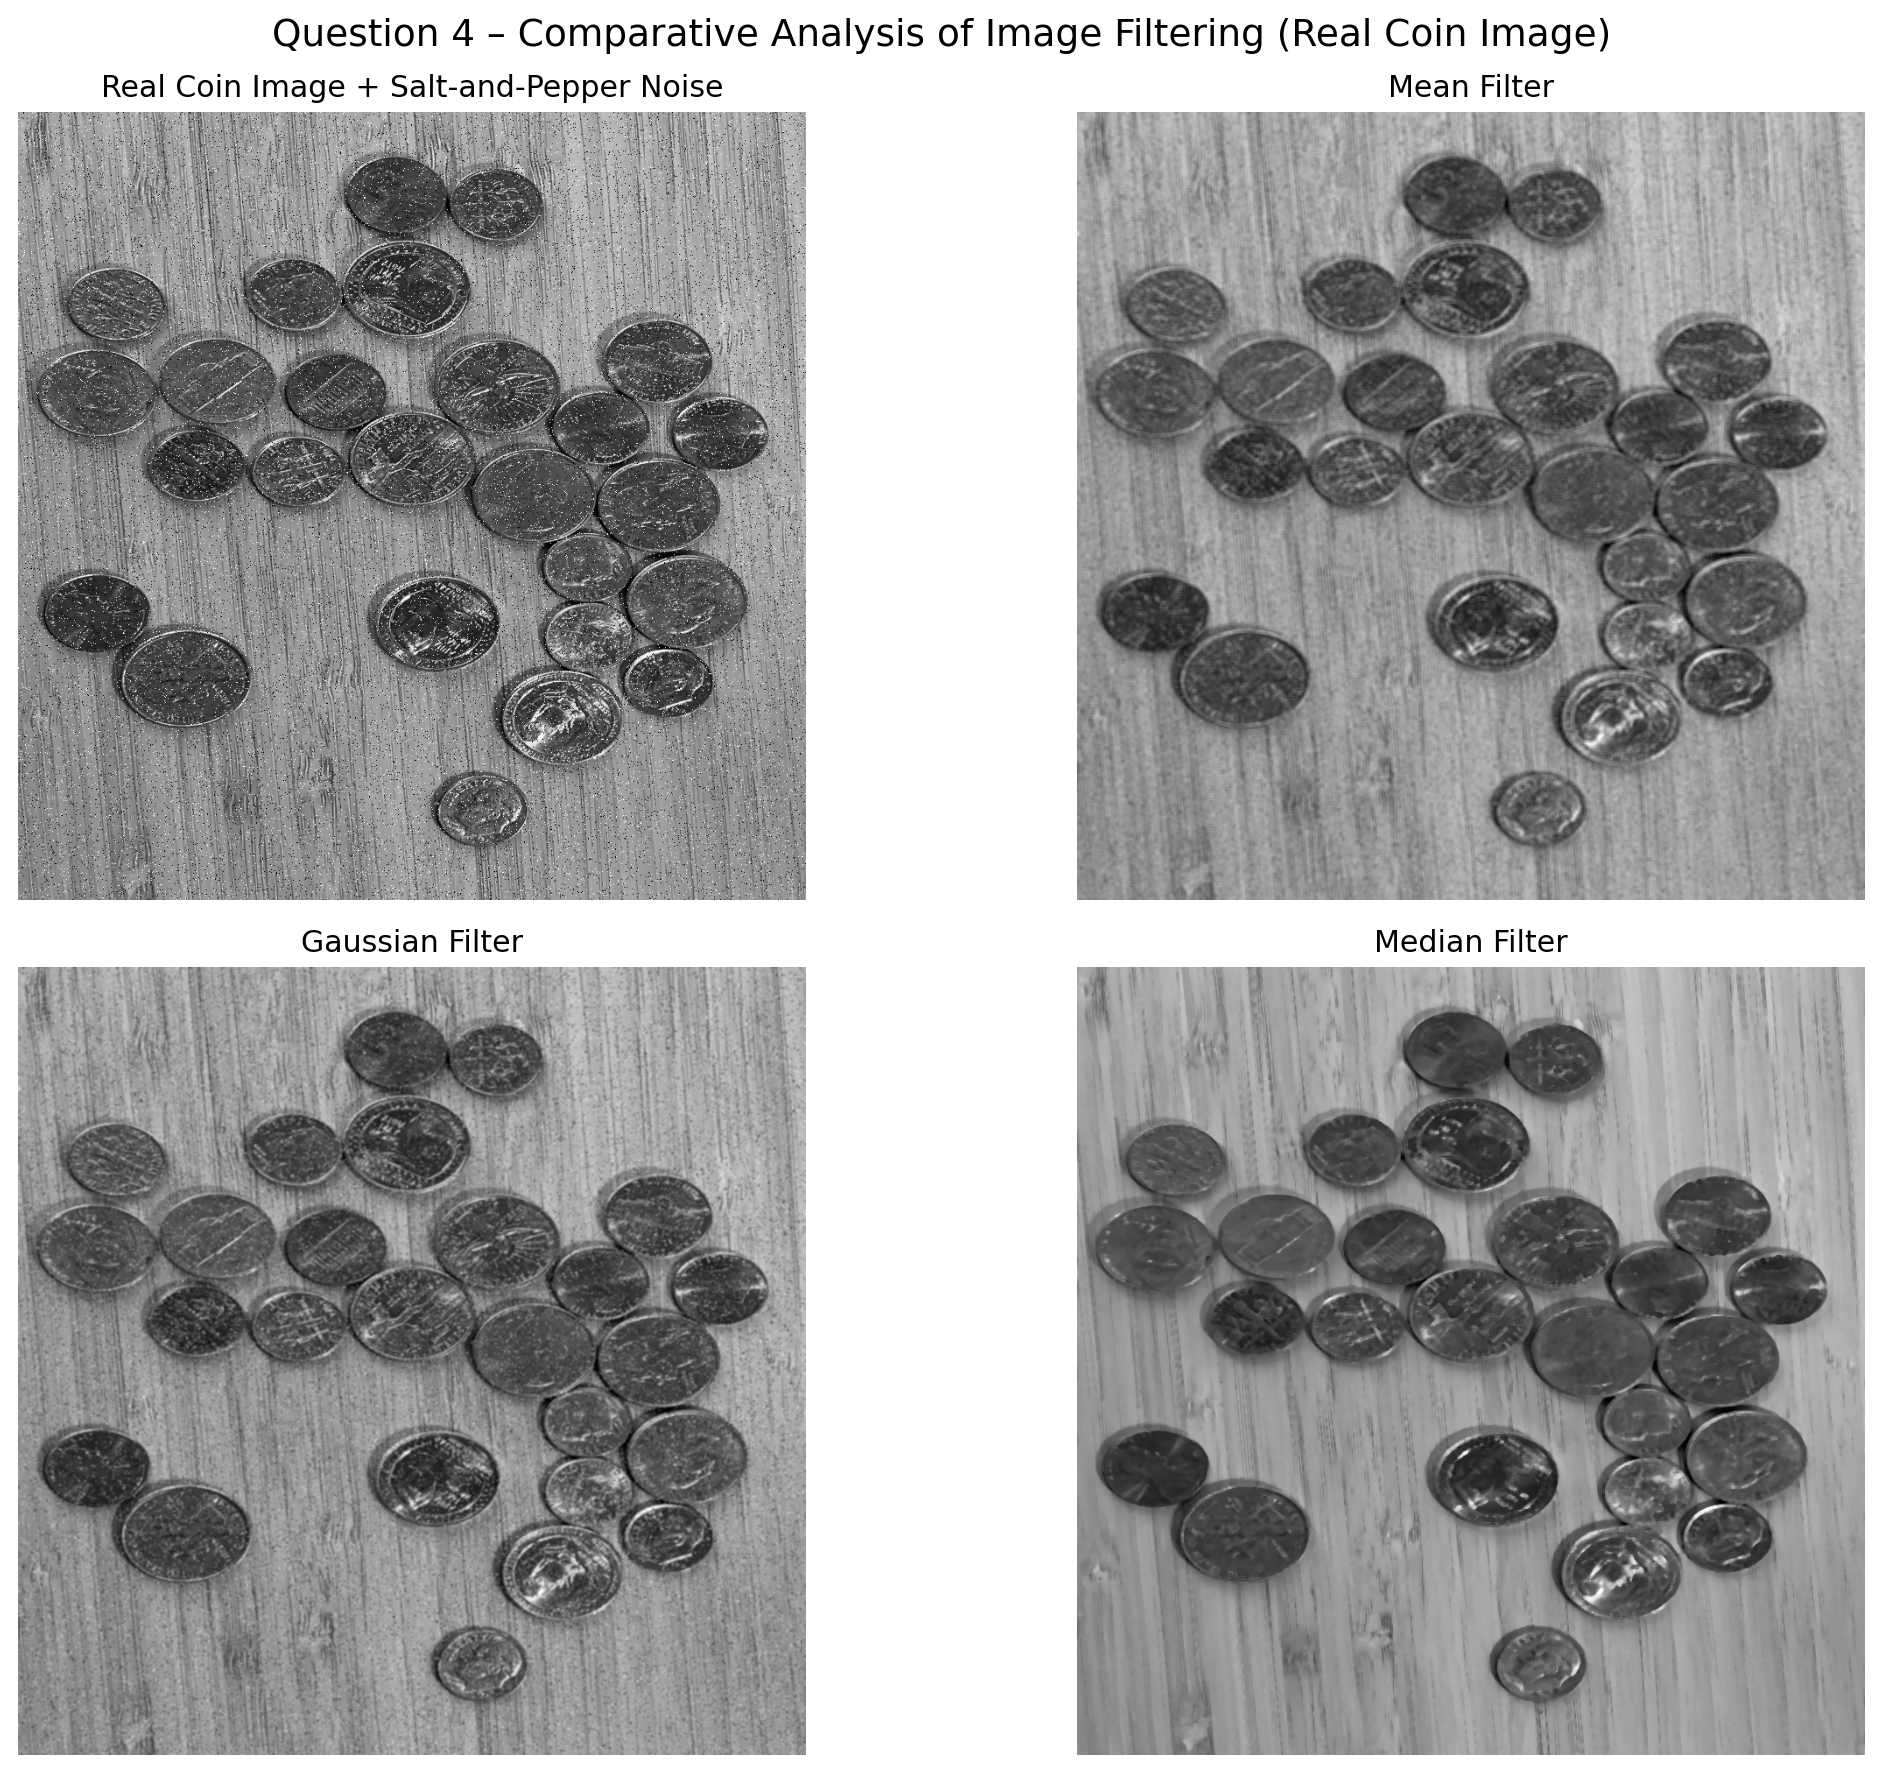 Question 4 – Comparative Analysis of Image Filtering (Real Coin Image)
Real Coin Image + Salt-and-Pepper Noise
Mean Filter
Gaussian Filter
Median Filter